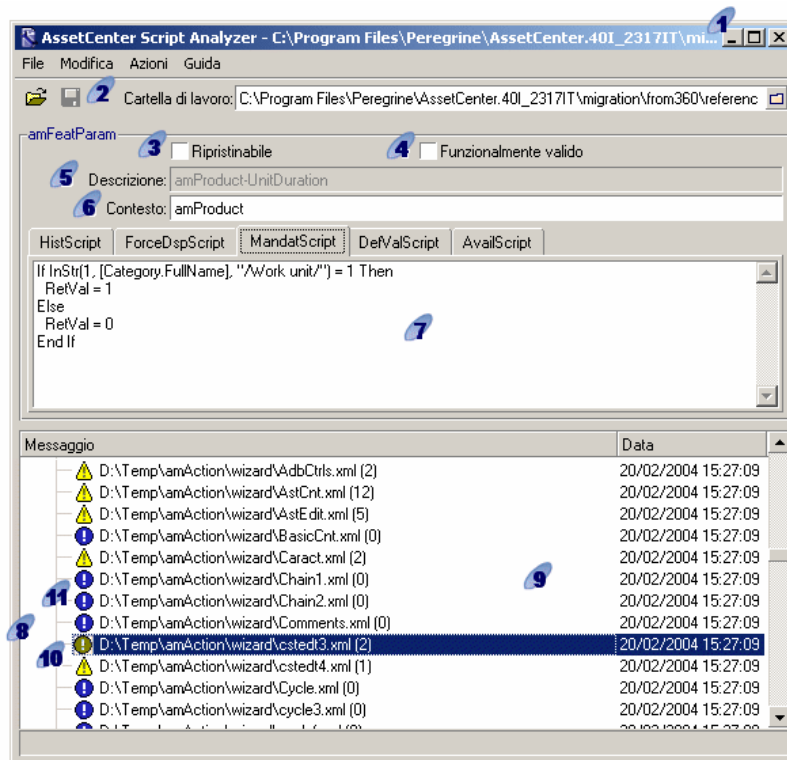 AssetCenter Script Analyzer - C:\Program Files\Peregrine\AssetCenter.40I_2317IT\mi...
1
File Modifica Azioni Guida
2 Cartella di lavoro: C:\Program Files\Peregrine\AssetCenter.40I_2317IT\migration\from360\referenc
amFeatParam
3 Ripristinabile 4 Funzionalmente valido
5 Descrizione: amProduct-UnitDuration
6 Contesto: amProduct
HistScript ForceDspScript MandatScript DefValScript AvailScript
If InStr(1, [Category.FullName], "/Work unit/") = 1 Then
RetVal = 1
Else
RetVal = 0
End If
7
Messaggio Data
D:\Temp\amAction\wizard\AdbCtrls.xml (2) 20/02/2004 15:27:09
D:\Temp\amAction\wizard\AstCnt.xml (12) 20/02/2004 15:27:09
D:\Temp\amAction\wizard\AstEdit.xml (5) 20/02/2004 15:27:09
D:\Temp\amAction\wizard\BasicCnt.xml (0) 20/02/2004 15:27:09
D:\Temp\amAction\wizard\Caract.xml (2) 20/02/2004 15:27:09
D:\Temp\amAction\wizard\Chain1.xml (0) 9 20/02/2004 15:27:09
11 D:\Temp\amAction\wizard\Chain2.xml (0) 20/02/2004 15:27:09
8 D:\Temp\amAction\wizard\Comments.xml (0) 20/02/2004 15:27:09
10 D:\Temp\amAction\wizard\cstedt3.xml (2) 20/02/2004 15:27:09
D:\Temp\amAction\wizard\cstedt4.xml (1) 20/02/2004 15:27:09
D:\Temp\amAction\wizard\Cycle.xml (0) 20/02/2004 15:27:09
D:\Temp\amAction\wizard\cycle3.xml (0) 20/02/2004 15:27:09